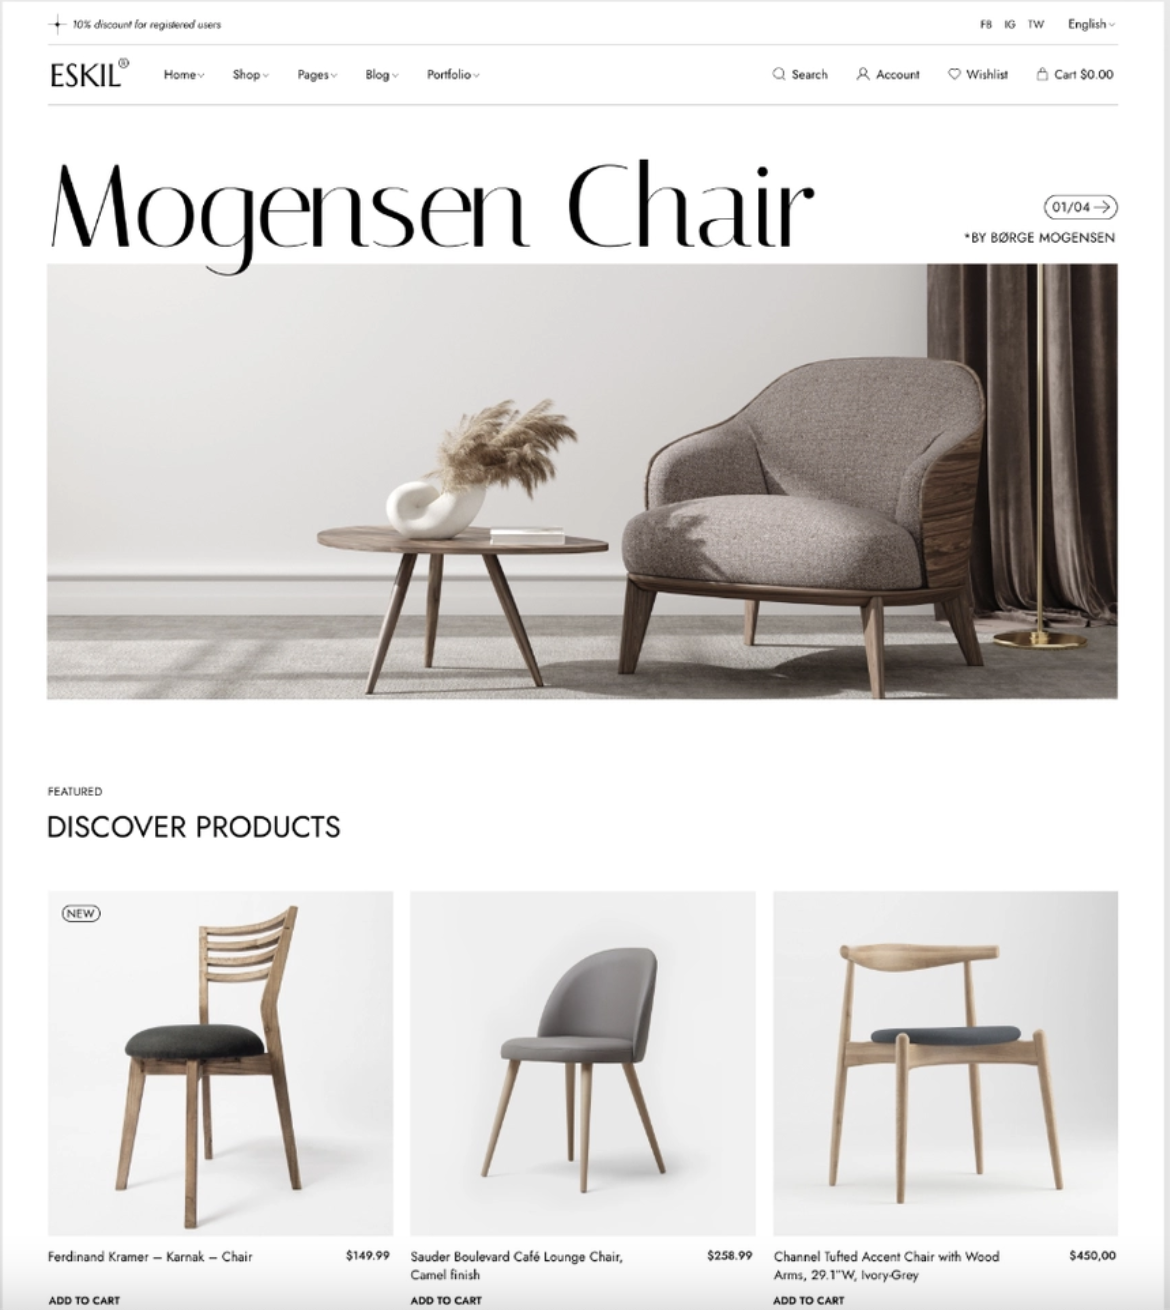 10% discount for registered users
FB IG TW English
ESKIL®
Home Shop Pages Blog Portfolio
Search Account Wishlist Cart $0.00
Mogensen Chair
01/04
*BY BØRGE MOGENSEN
FEATURED
DISCOVER PRODUCTS
NEW
Ferdinand Kramer – Karnak – Chair $149.99
ADD TO CART
Sauder Boulevard Café Lounge Chair, $258.99
Camel finish
ADD TO CART
Channel Tufted Accent Chair with Wood $450,00
Arms, 29.1"W, Ivory-Grey
ADD TO CART